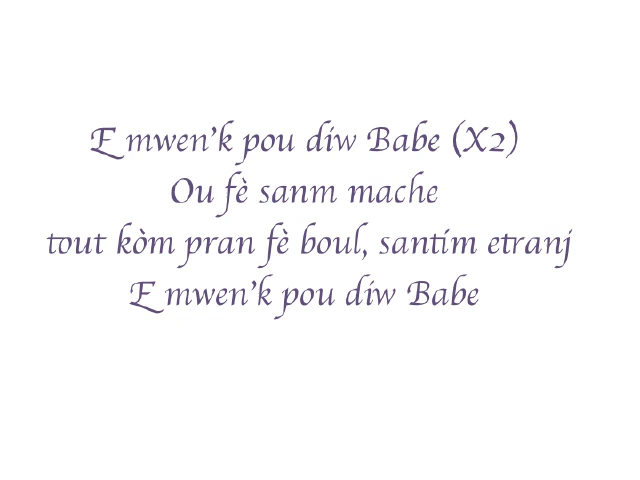 E mwen'k pou diw Babe (X2)
Ou fè sanm mache
tout kòm pran fè boul, santim etranj
E mwen'k pou diw Babe